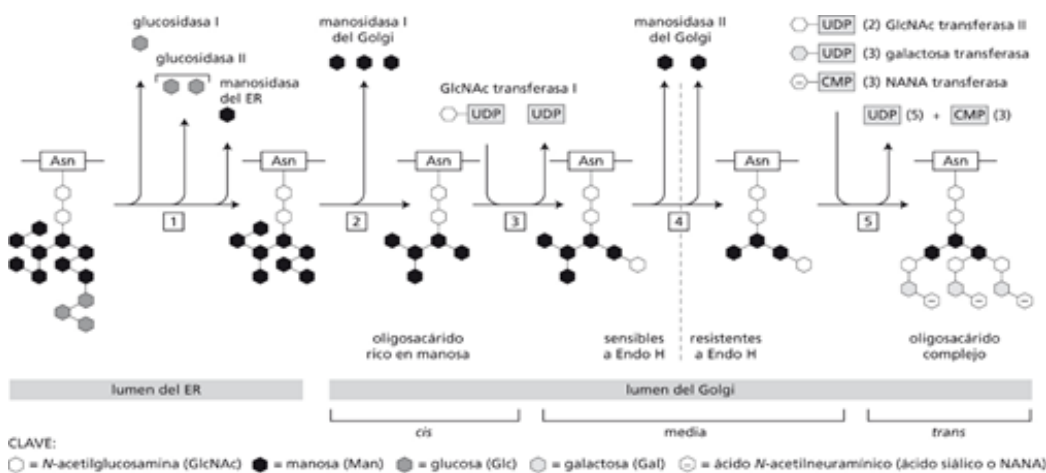 glucosidasa I
glucosidasa II
manosidasa
del ER
manosidasa I
del Golgi
GlcNAc transferasa I
UDP UDP
manosidasa II
del Golgi
UDP (2) GlcNAc transferasa II
UDP (3) galactosa transferasa
CMP (3) NANA transferasa
UDP (5) + CMP (3)
Asn Asn Asn Asn Asn Asn
1 2 3 4 5
oligosacárido
rico en manosa
sensibles
a Endo H
resistentes
a Endo H
oligosacárido
complejo
lumen del ER
lumen del Golgi
cis media trans
CLAVE:
= N-acetilglucosamina (GlcNAc) = manosa (Man) = glucosa (Glc) = galactosa (Gal) = ácido N-acetilneuramínico (ácido siálico o NANA)